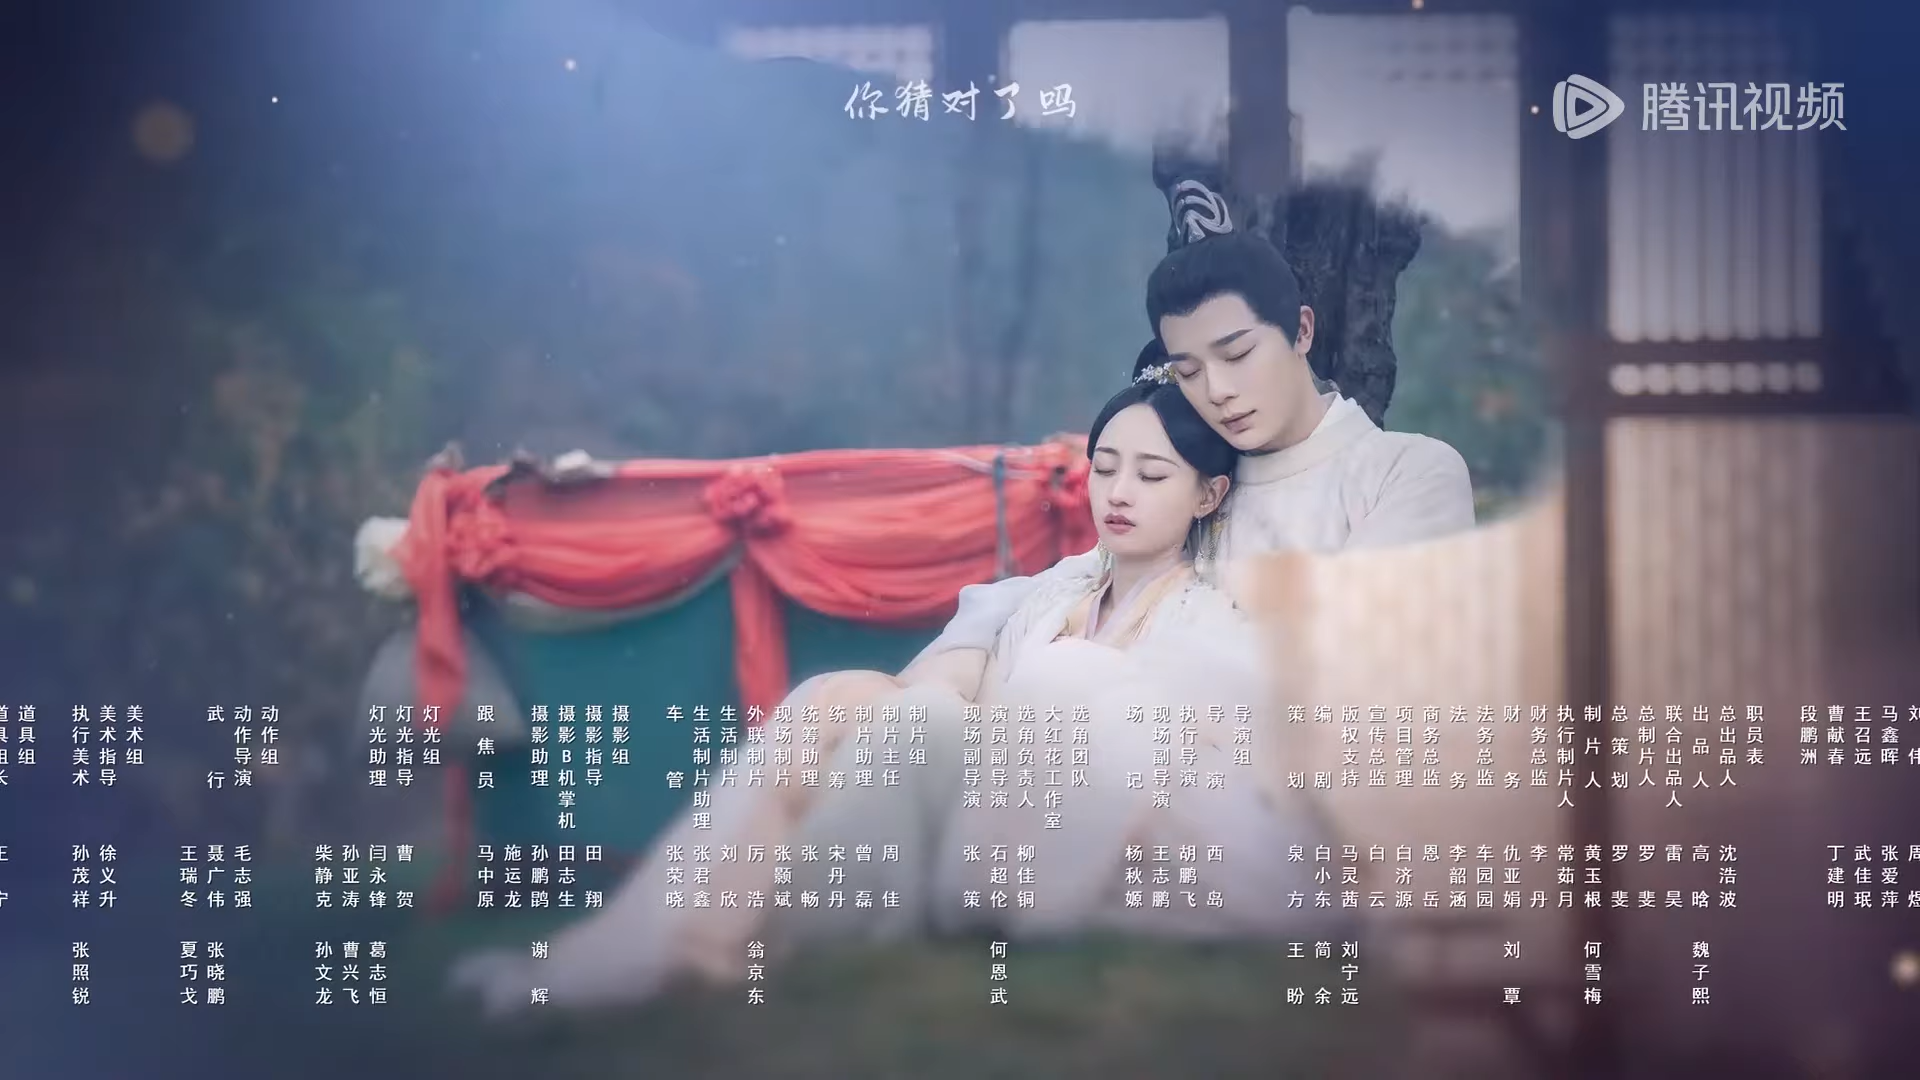 你猜对了吗
腾讯视频
马鑫晖 张爱萍
王召远 武佳珉
曹献春 丁建明
段鹏洲
职员表
总出品人 沈浩波
出品人 高晗 魏子熙
联合出品人 雷昊
总制片人 罗斐
总策划 罗斐
制片人 黄玉根 何雪梅
执行制片人 常茹月
财务总监 李丹
财务 仇亚娟 刘覃
法务总监 车园园
法务 李韶涵
商务总监 恩岳
项目管理 白济源
宣传总监 白云
版权支持 马灵茜 刘宁远
编剧 白小东 简余
策划 泉方 王盼
导演组
导演 西岛
执行导演 胡鹏飞
现场副导演 王志鹏
场记 杨秋嫄
选角团队
大红花工作室
选角负责人 柳佳铜
演员副导演 石超伦 何恩武
现场副导演 张策
制片组
制片主任 周佳
制片助理 曾磊
统筹 宋丹丹
统筹助理 张畅
现场制片 张颢斌
外联制片 厉浩 翁京东
生活制片 刘欣
生活制片助理 张君鑫
车管 张荣晓
摄影组
摄影指导 田翔
摄影B机掌机 田志生
摄影助理 孙鹏鹍 谢辉
施运龙
跟焦员 马中原
灯光组
灯光指导 曹贺
灯光助理 闫永锋 葛志恒
孙亚涛 曹兴飞
柴静克 孙文龙
动作组
动作导演 毛志强
武行 聂广伟 张晓鹏
王瑞冬 夏巧戈
美术组
美术指导 徐义升
执行美术 孙茂祥 张照锐
道具组